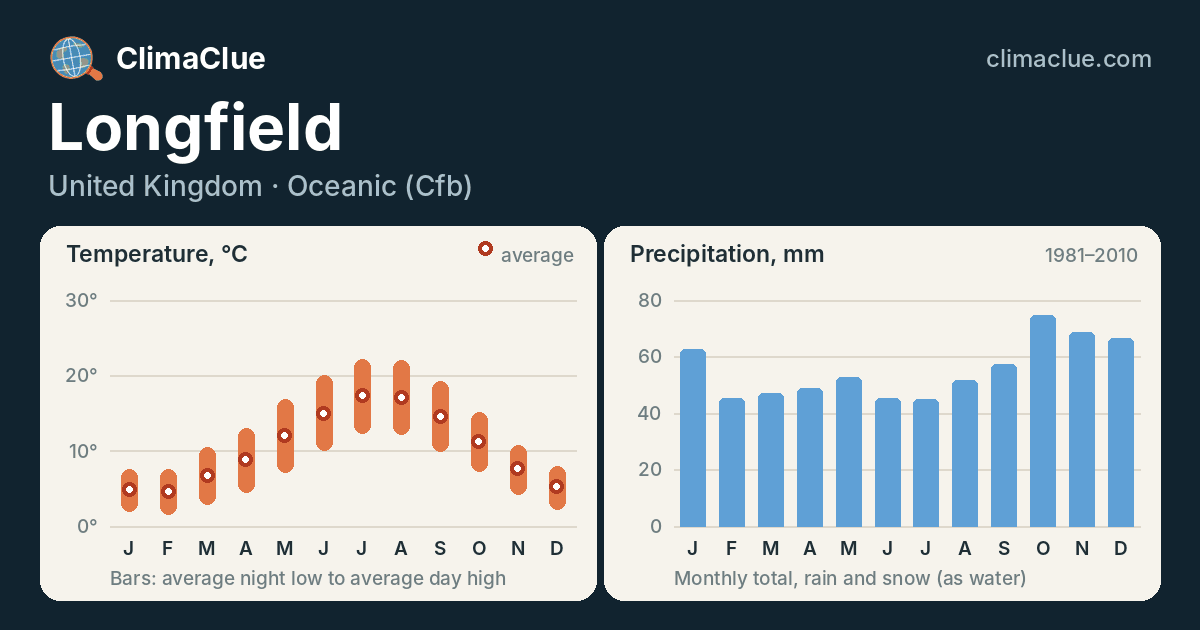 ClimaClue
climaclue.com
Longfield
United Kingdom · Oceanic (Cfb)
Temperature, °C
average
30°
20°
10°
0°
J F M A M J J A S O N D
Bars: average night low to average day high
Precipitation, mm
1981–2010
80
60
40
20
0
J F M A M J J A S O N D
Monthly total, rain and snow (as water)